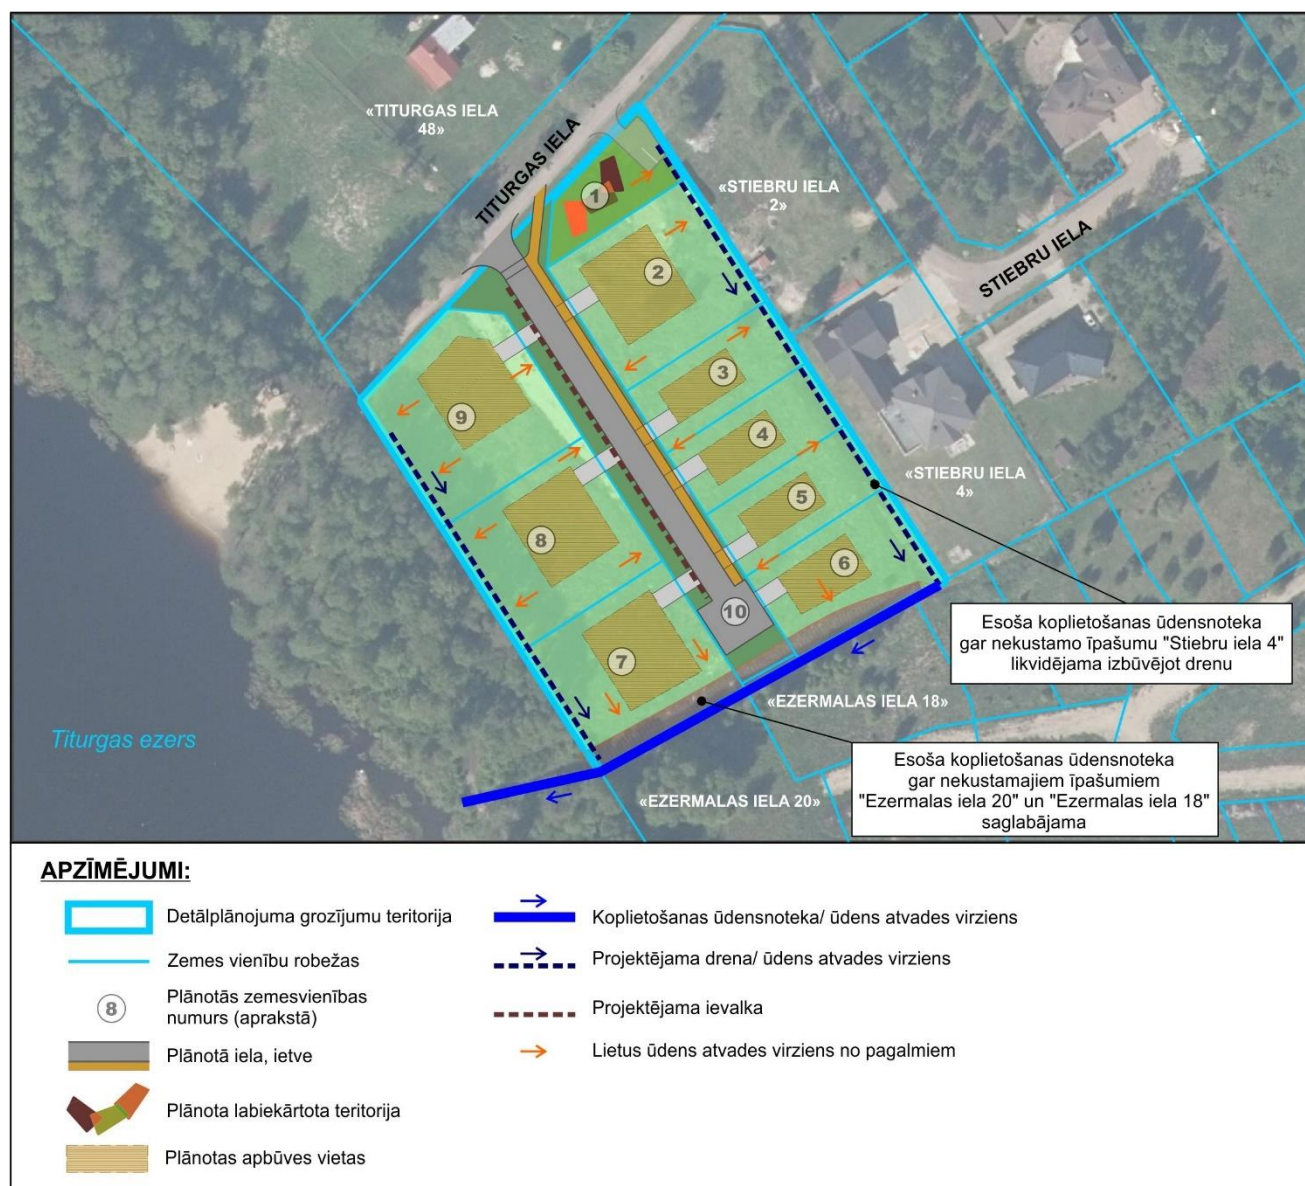 «TITURGAS IELA
48»
TITURGAS IELA
«STIEBRU IELA
2»
STIEBRU IELA
1
2
3
4
5
6
7
8
9
10
«STIEBRU IELA
4»
Esoša koplietošanas ūdensnoteka
gar nekustamo īpašumu "Stiebru iela 4"
likvidējama izbūvējot drenu
«EZERMALAS IELA 18»
Titurgas ezers
Esoša koplietošanas ūdensnoteka
gar nekustamajiem īpašumiem
"Ezermalas iela 20" un "Ezermalas iela 18"
saglabājama
«EZERMALAS IELA 20»
APZĪMĒJUMI:
Detālplānojuma grozījumu teritorija
Zemes vienību robežas
8
Plānotās zemesvienības
numurs (aprakstā)
Plānotā iela, ietve
Plānota labiekārtota teritorija
Plānotas apbūves vietas
Koplietošanas ūdensnoteka/ ūdens atvades virziens
Projektējama drena/ ūdens atvades virziens
Projektējama ievalka
Lietus ūdens atvades virziens no pagalmiem